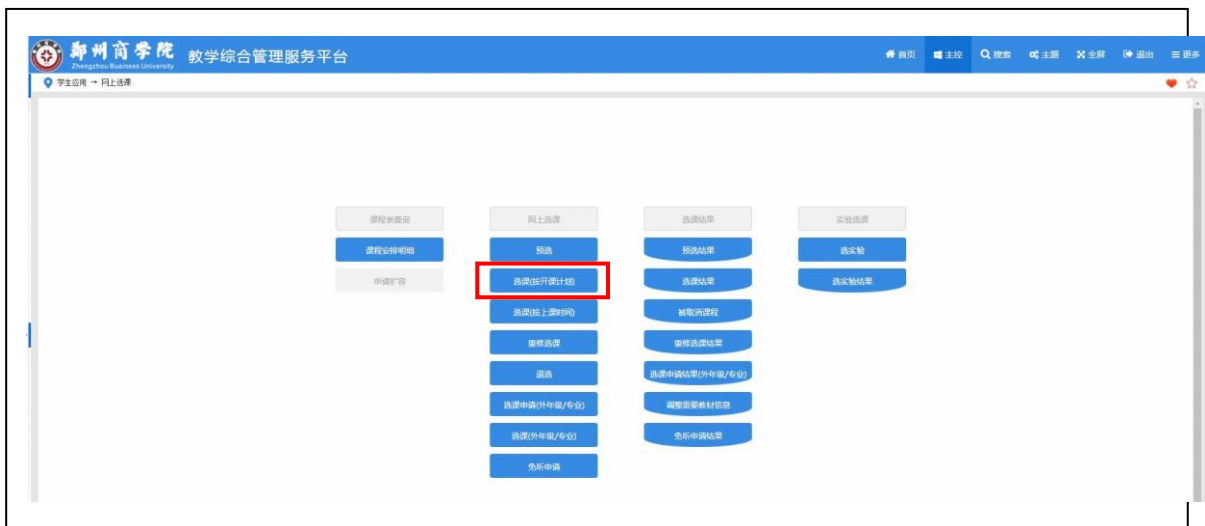 郑州商学院 教学综合管理服务平台 首页 主控 搜索 主题 全屏 退出 更多
Zhengzhou Business University
学生应用 → 网上选课
课程表查询 网上选课 选课结果 实验选课
课程安排明细 预选 预选结果 选实验
申请扩容 选课(按开课计划) 选课结果 选实验结果
选课(按上课时间) 被取消课程
重修选课 重修选课结果
退选 选课申请结果(外年级/专业)
选课申请(外年级/专业) 调整需要教材信息
选课(外年级/专业) 免听申请结果
免听申请